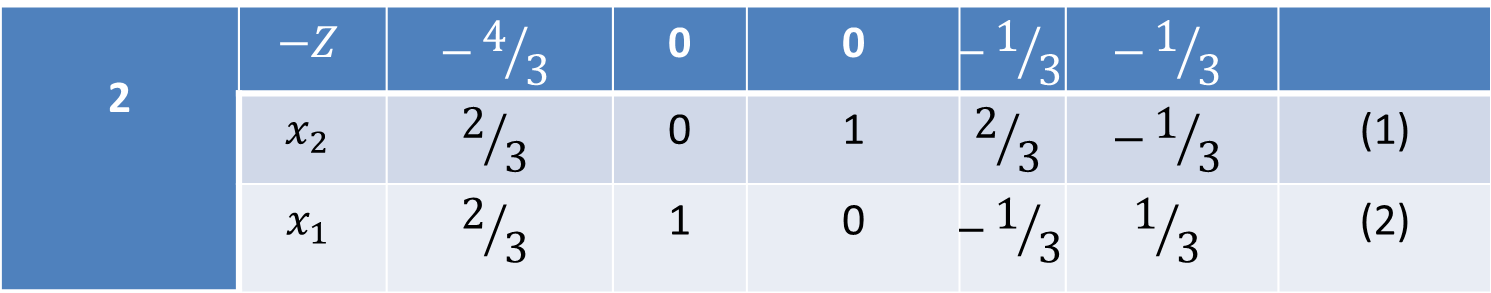 2 −Z − 4/3 0 0 − 1/3 − 1/3
x₂ 2/3 0 1 2/3 − 1/3 (1)
x₁ 2/3 1 0 − 1/3 1/3 (2)